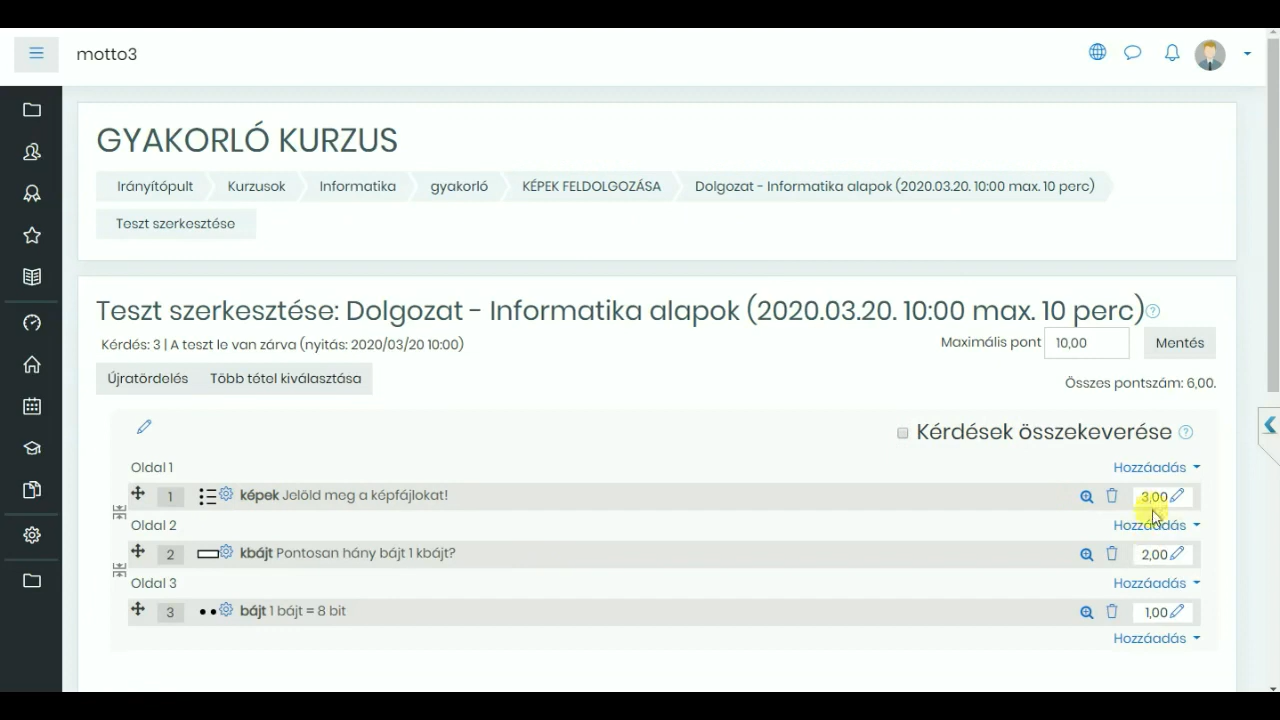 motto3
GYAKORLÓ KURZUS
Irányítópult Kurzusok Informatika gyakorló KÉPEK FELDOLGOZÁSA Dolgozat - Informatika alapok (2020.03.20. 10:00 max. 10 perc)
Teszt szerkesztése
Teszt szerkesztése: Dolgozat - Informatika alapok (2020.03.20. 10:00 max. 10 perc)
Kérdés: 3 | A teszt le van zárva (nyitás: 2020/03/20 10:00)
Maximális pont 10,00 Mentés
Újratördelés Több tétel kiválasztása
Összes pontszám: 6,00.
Kérdések összekeverése
Oldal 1 Hozzáadás
1 képek Jelöld meg a képfájlokat! 3,00
Oldal 2 Hozzáadás
2 kbájt Pontosan hány bájt 1 kbájt? 2,00
Oldal 3 Hozzáadás
3 bájt 1 bájt = 8 bit 1,00
Hozzáadás